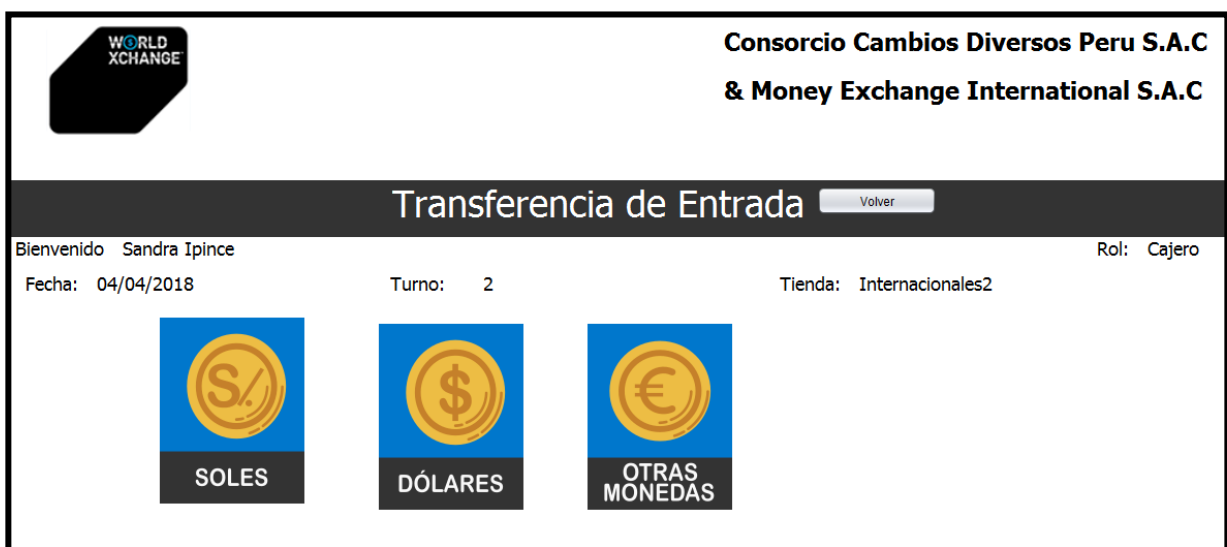 WORLD
XCHANGE
Consorcio Cambios Diversos Peru S.A.C
& Money Exchange International S.A.C
Transferencia de Entrada Volver
Bienvenido Sandra Ipince Rol: Cajero
Fecha: 04/04/2018 Turno: 2 Tienda: Internacionales2
S/.
$
€
SOLES
DÓLARES
OTRAS
MONEDAS